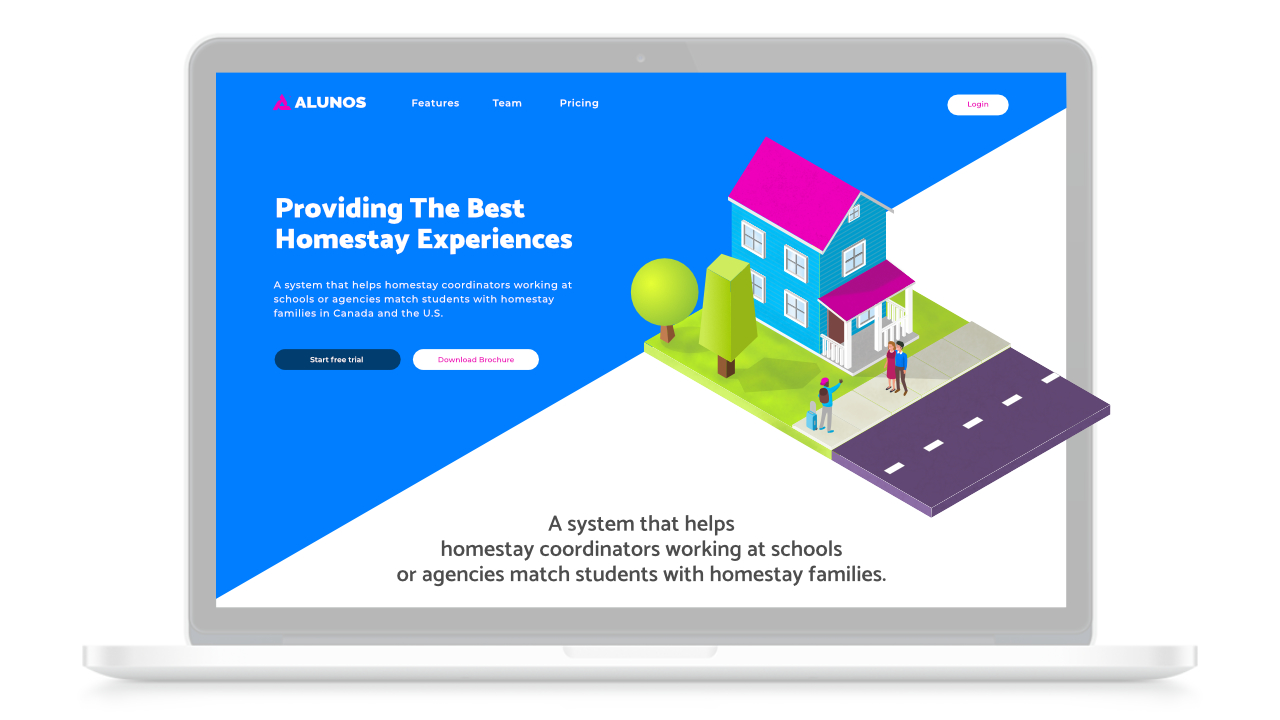 ALUNOS
Features
Team
Pricing
Login
Providing The Best
Homestay Experiences
A system that helps homestay coordinators working at
schools or agencies match students with homestay
families in Canada and the U.S.
Start free trial
Download Brochure
A system that helps
homestay coordinators working at schools
or agencies match students with homestay families.